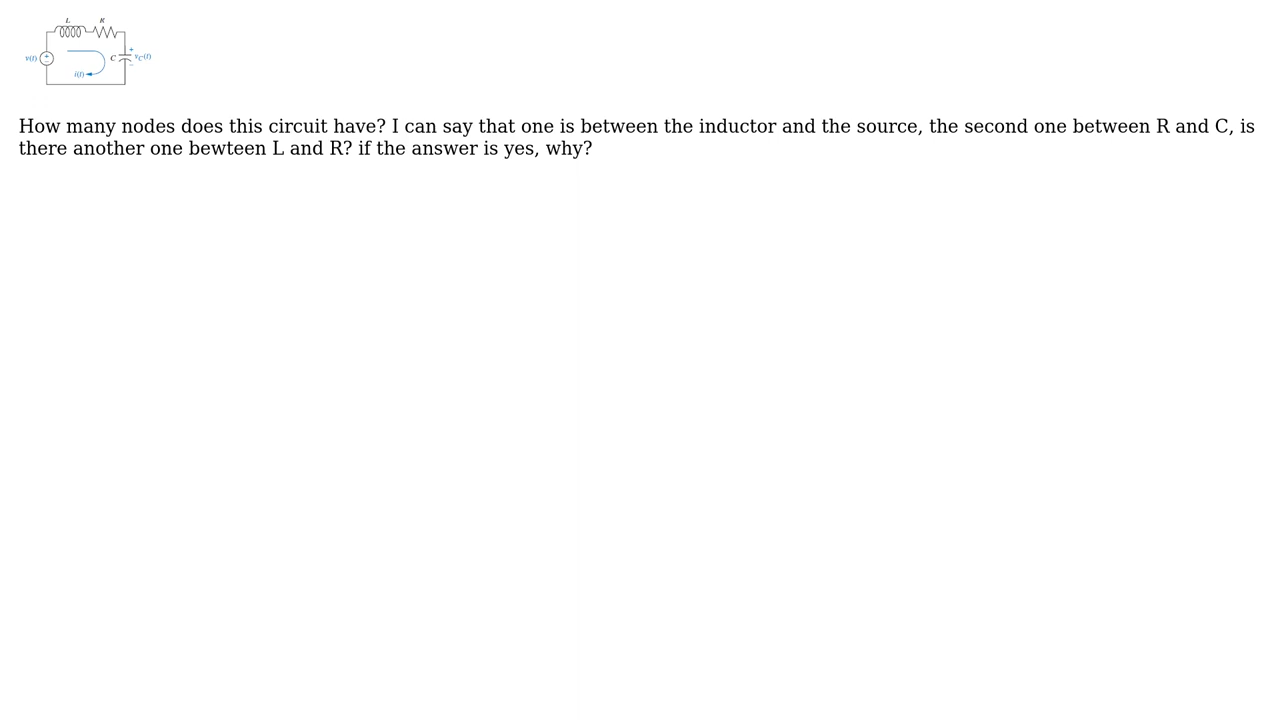 L R
v(t) + − C + vC(t) −
i(t)
How many nodes does this circuit have? I can say that one is between the inductor and the source, the second one between R and C, is
there another one bewteen L and R? if the answer is yes, why?